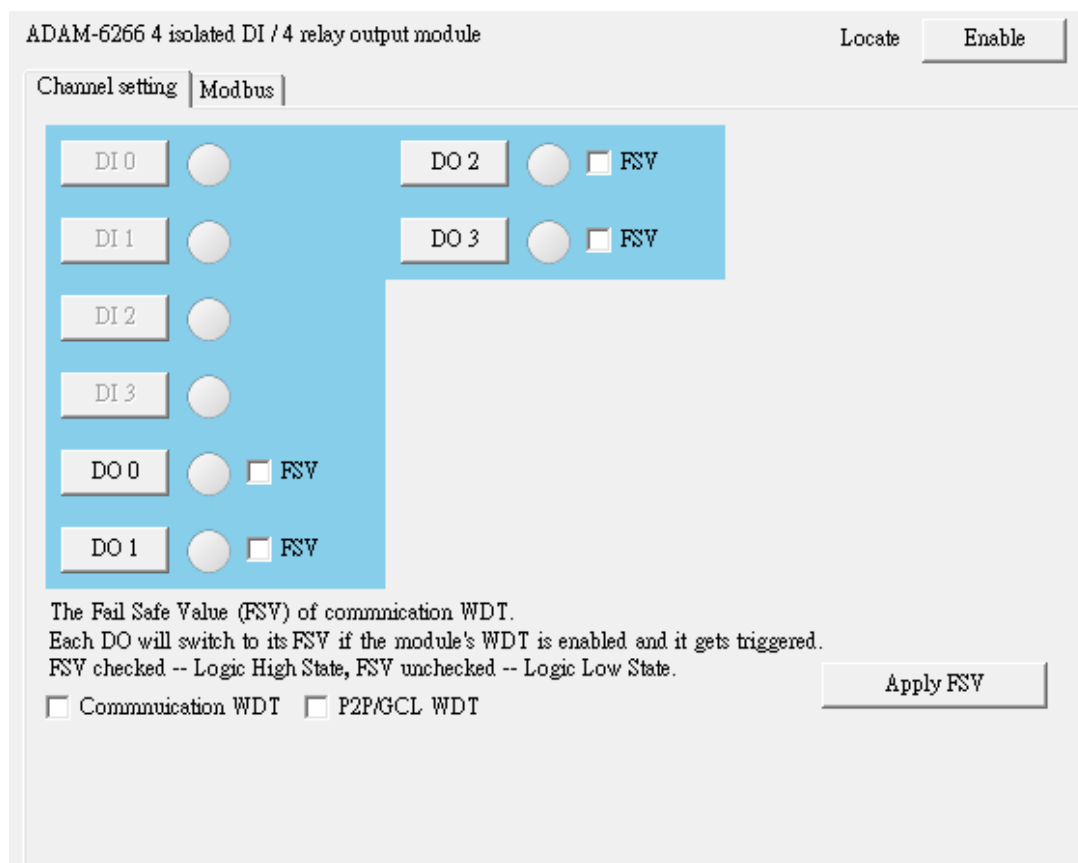 ADAM-6266 4 isolated DI / 4 relay output module
Locate Enable
Channel setting Modbus
DI 0 DO 2 FSV
DI 1 DO 3 FSV
DI 2
DI 3
DO 0 FSV
DO 1 FSV
The Fail Safe Value (FSV) of commnication WDT.
Each DO will switch to its FSV if the module's WDT is enabled and it gets triggered.
FSV checked -- Logic High State, FSV unchecked -- Logic Low State.
Apply FSV
Commnuication WDT P2P/GCL WDT